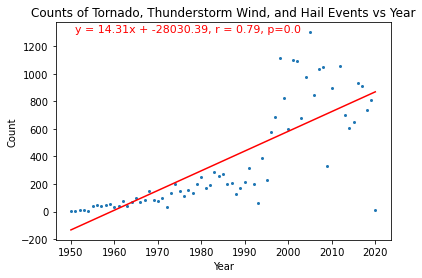 Counts of Tornado, Thunderstorm Wind, and Hail Events vs Year
y = 14.31x + -28030.39, r = 0.79, p=0.0
1200
1000
800
600
400
200
0
−200
Count
1950 1960 1970 1980 1990 2000 2010 2020
Year